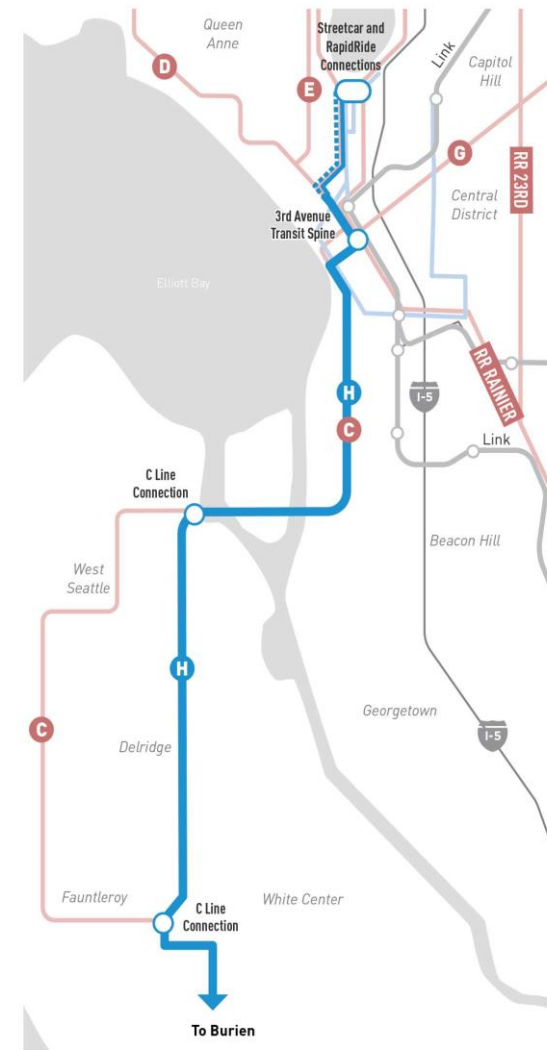 Queen
Anne
Streetcar and
RapidRide
Connections
Link
Capitol
Hill
D
E
G
RR 23RD
Central
District
3rd Avenue
Transit Spine
Elliott Bay
RR RAINIER
H
I-5
C
Link
C Line
Connection
Beacon Hill
West
Seattle
H
Georgetown
C
I-5
Delridge
Fauntleroy
White Center
C Line
Connection
To Burien